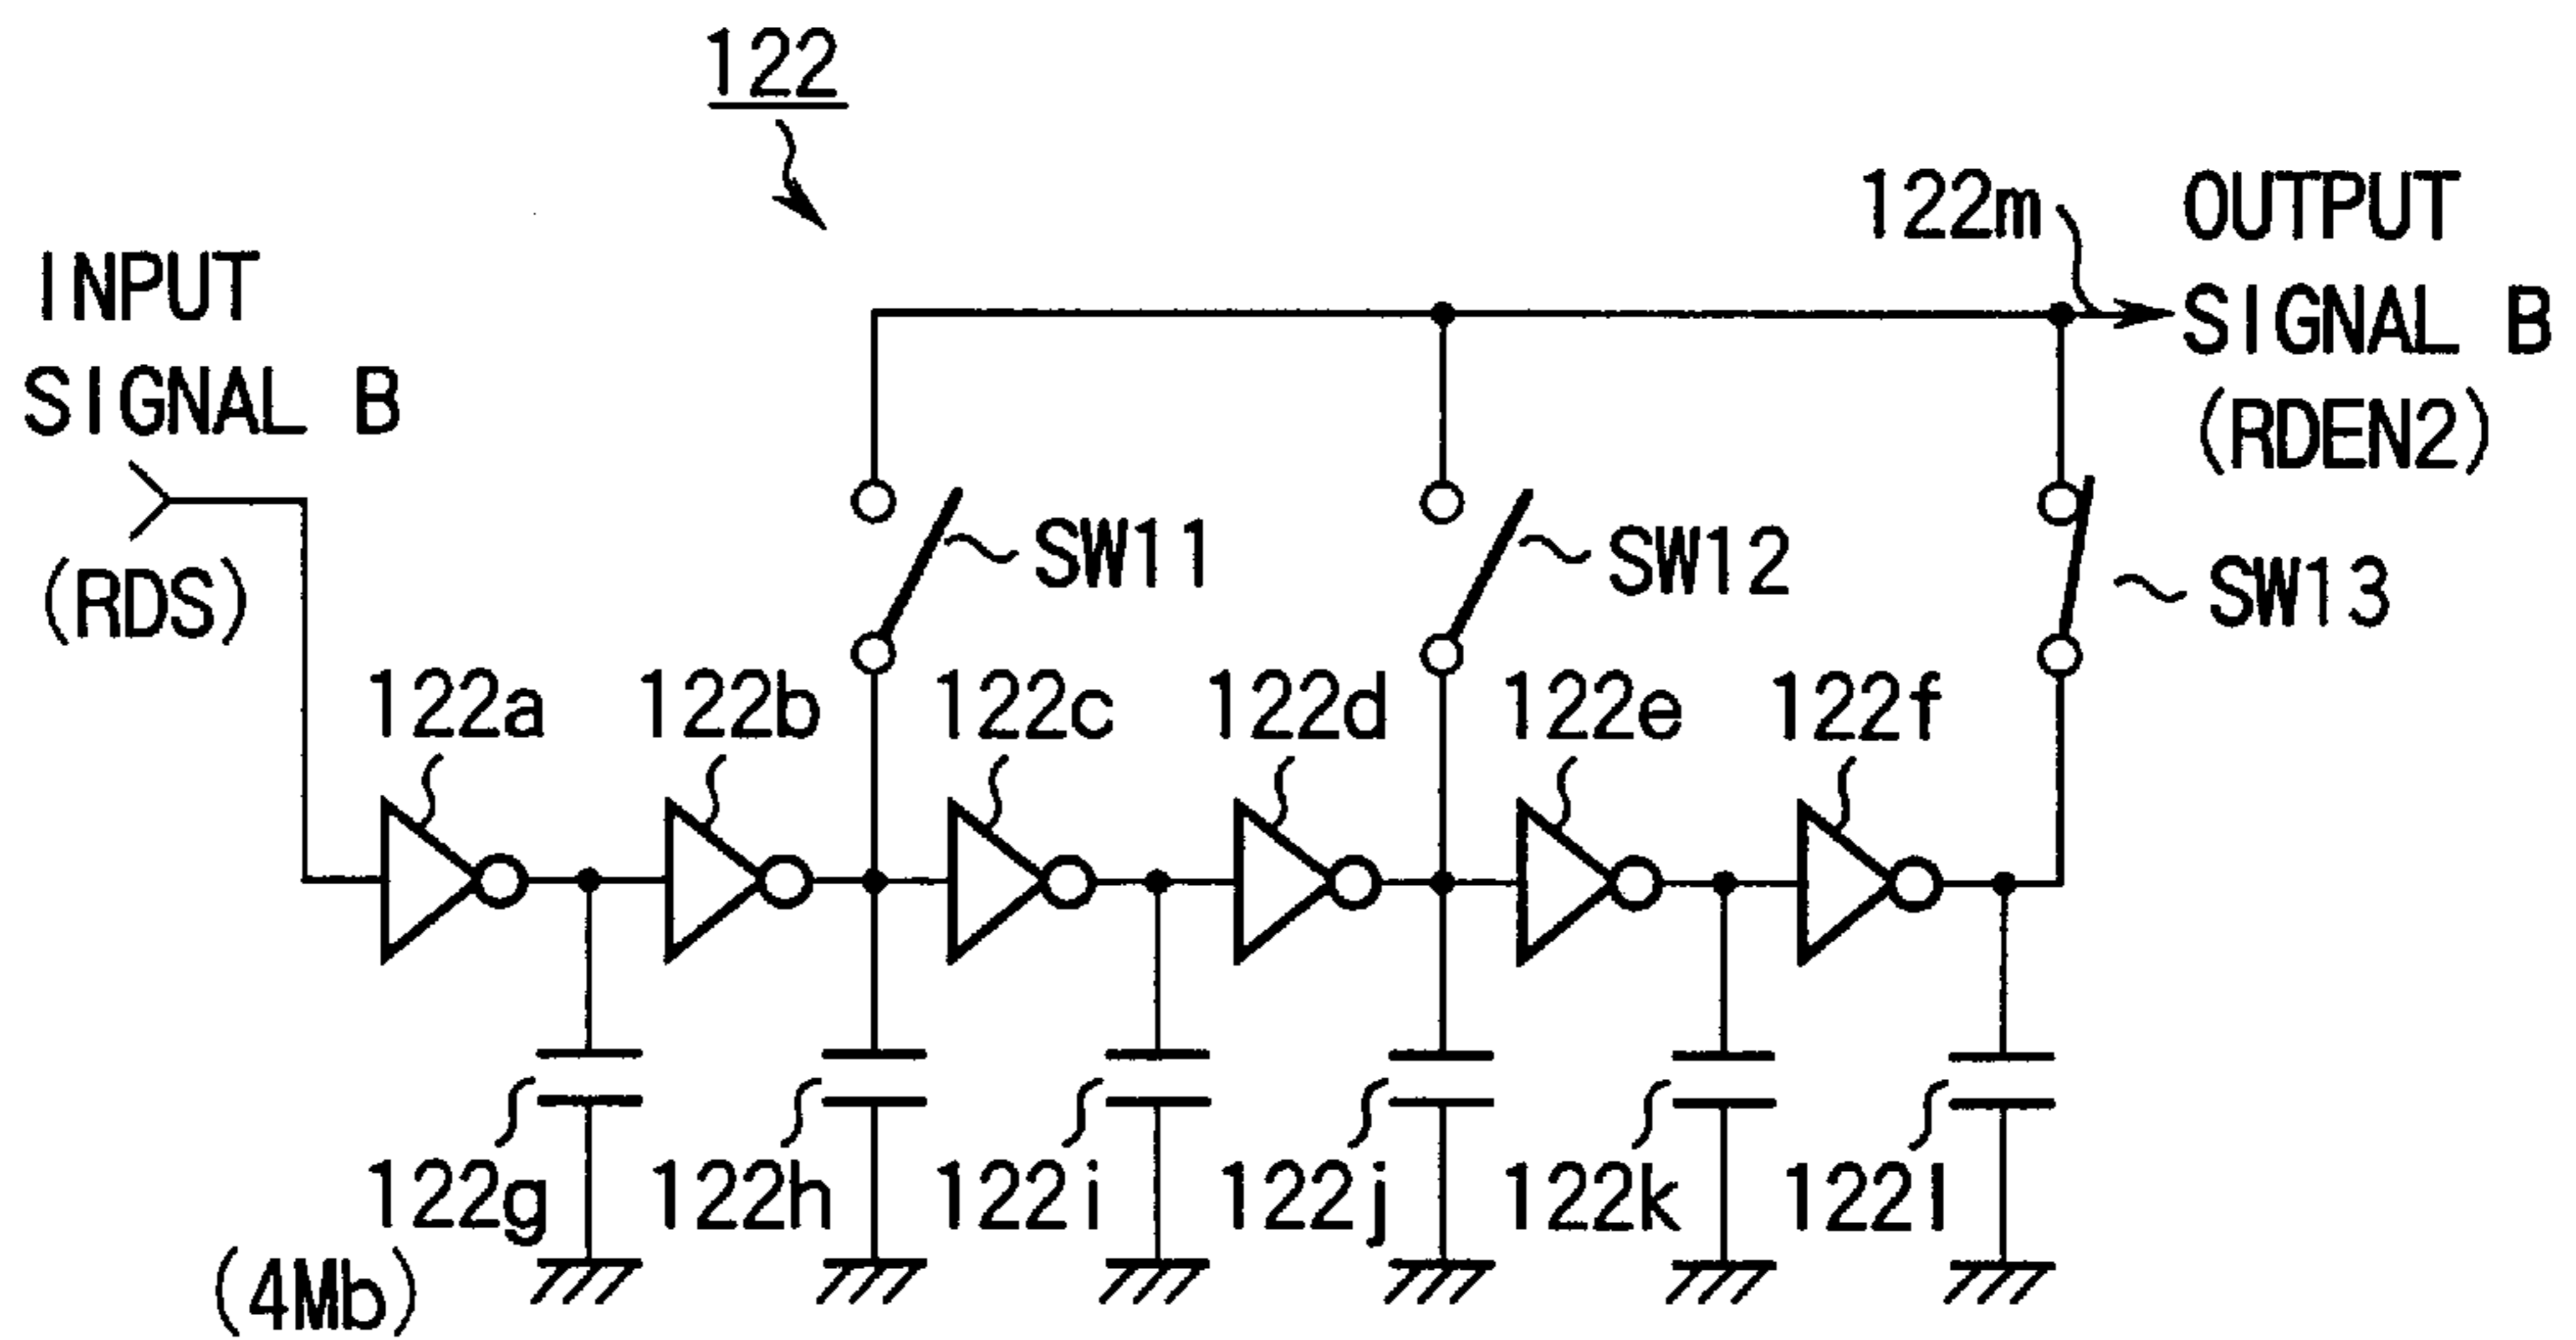 122
INPUT
SIGNAL B
(RDS)
122m
OUTPUT
SIGNAL B
(RDEN2)
SW11
SW12
SW13
122a
122b
122c
122d
122e
122f
122g
122h
122i
122j
122k
122l
(4Mb)